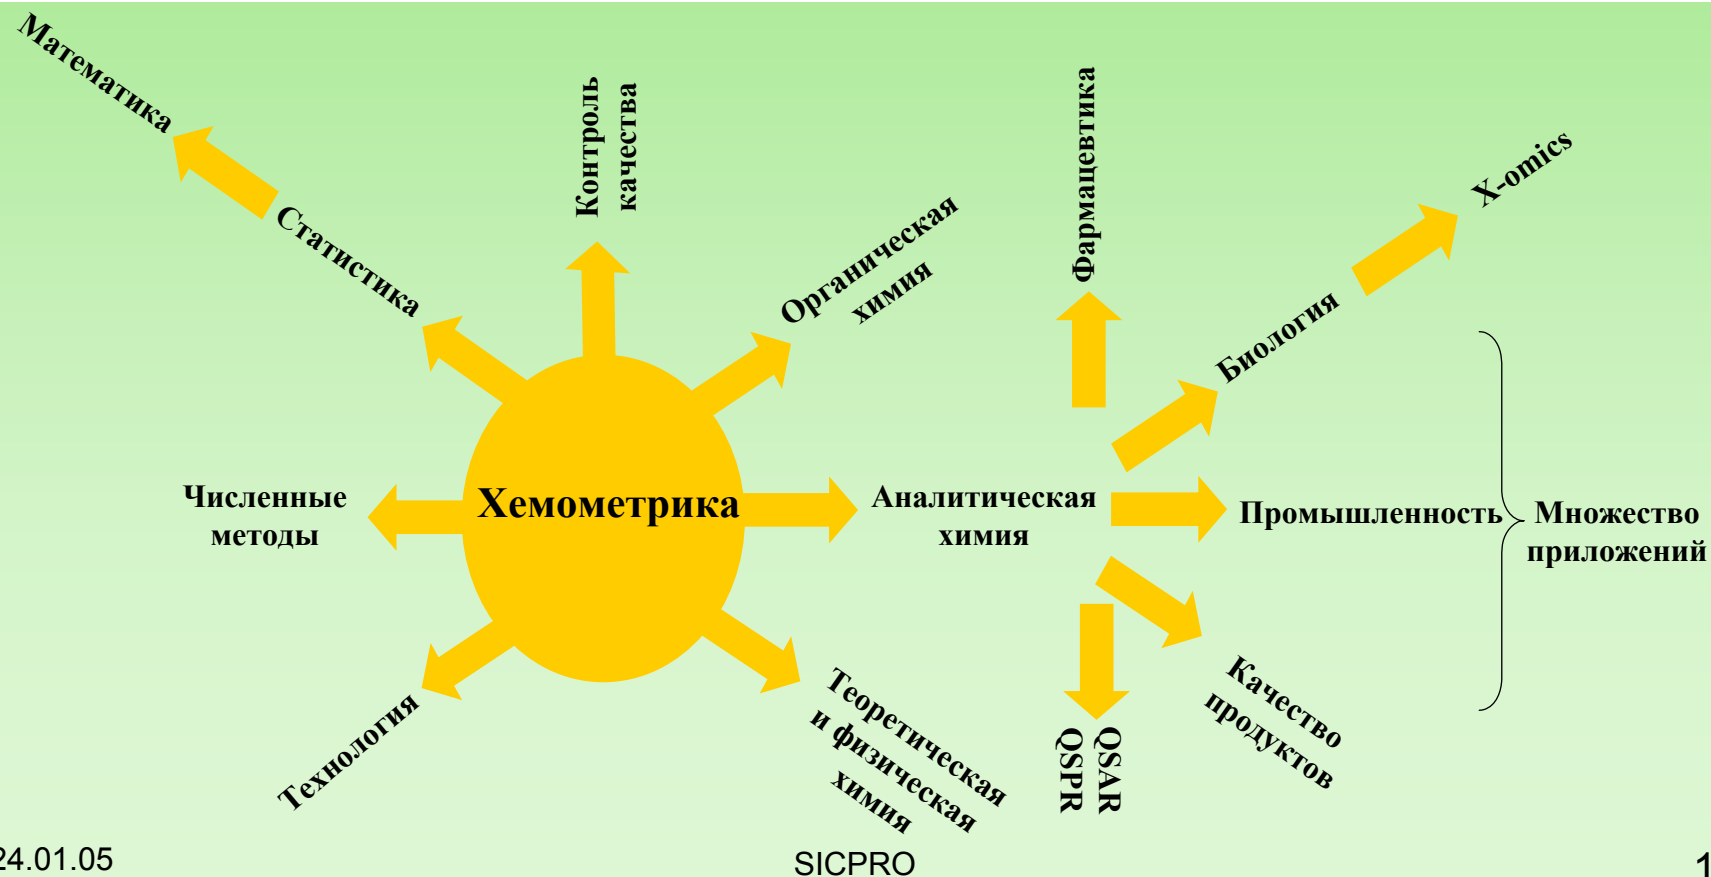 Математика
Статистика
Контроль
качества
Органическая
химия
Фармацевтика
X-omics
Биология
Численные
методы
Хемометрика
Аналитическая
химия
Промышленность
Множество
приложений
Технология
Теоретическая
и физическая
химия
QSAR
QSPR
Качество
продуктов
24.01.05
SICPRO
1